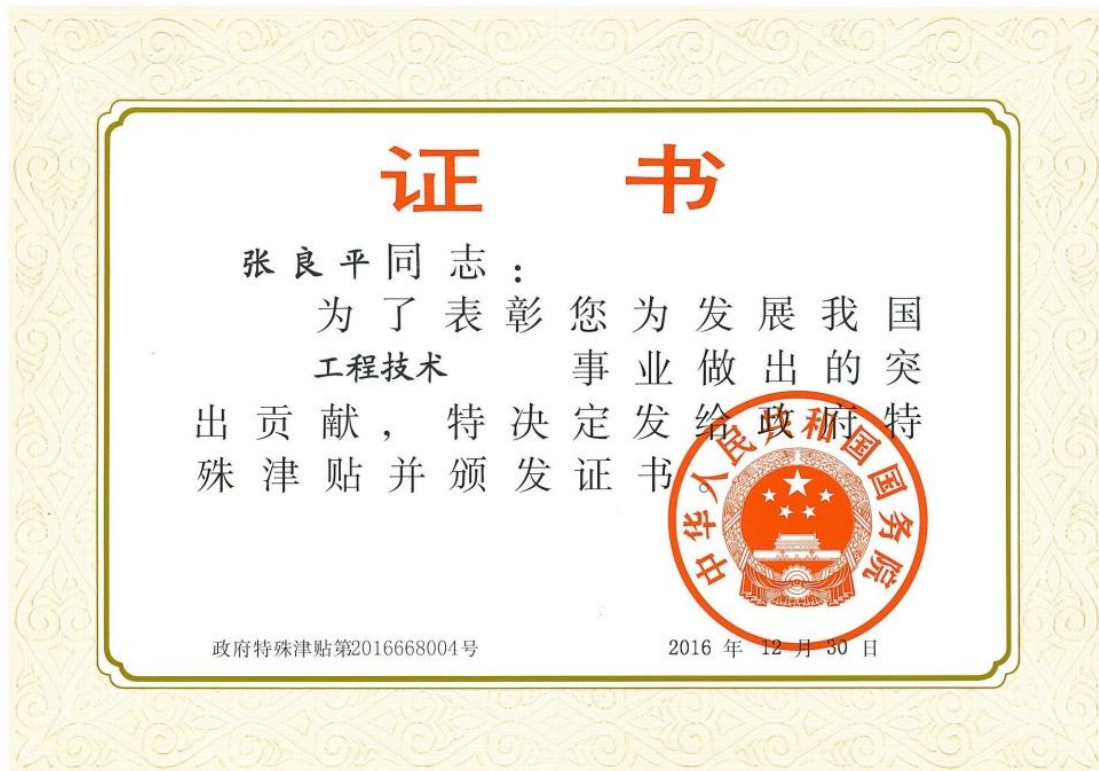 证书
张良平同志：
为了表彰您为发展我国
工程技术 事业做出的突
出贡献，特决定发给政府特
殊津贴并颁发证书。
中华人民共和国国务院
政府特殊津贴第2016668004号
2016 年 12 月 30 日